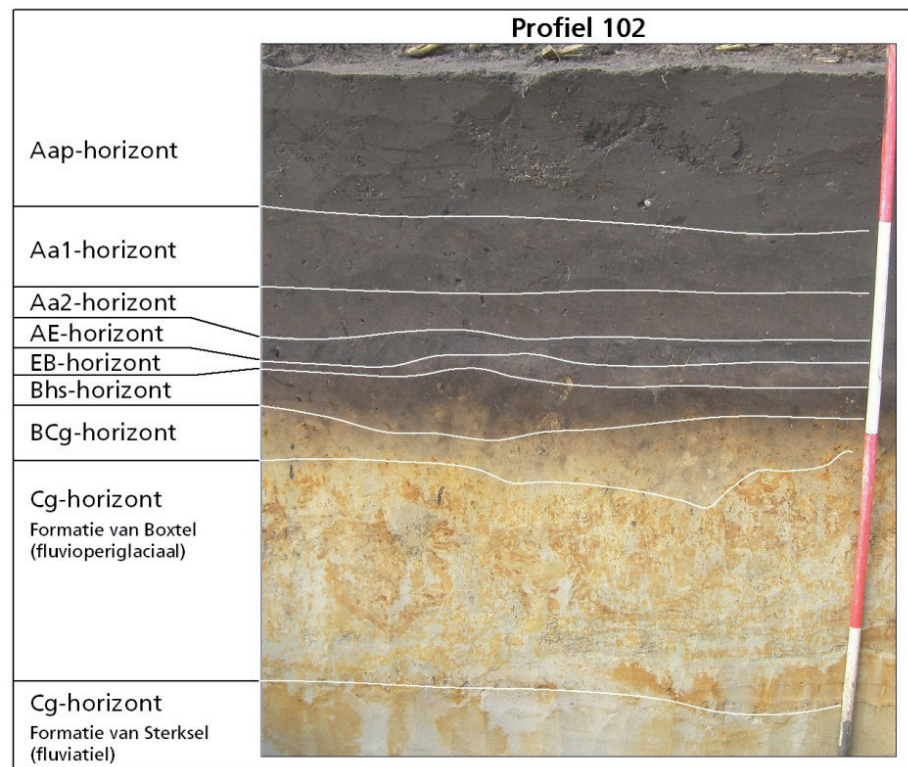 Profiel 102
Aap-horizont
Aa1-horizont
Aa2-horizont
AE-horizont
EB-horizont
Bhs-horizont
BCg-horizont
Cg-horizont
Formatie van Boxtel
(fluvioperiglaciaal)
Cg-horizont
Formatie van Sterksel
(fluviatiel)